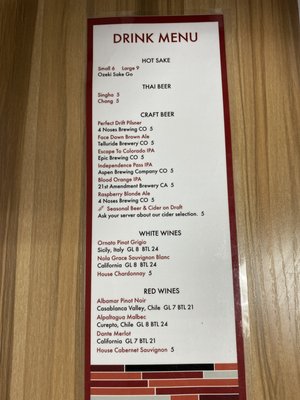 DRINK MENU
HOT SAKE
Small 6 Large 9
Ozeki Sake Go
THAI BEER
Singha 5
Chang 5
CRAFT BEER
Perfect Drift Pilsner
4 Noses Brewing CO 5
Face Down Brown Ale
Telluride Brewery CO 5
Escape To Colorado IPA
Epic Brewing CO 5
Independence Pass IPA
Aspen Brewing Company CO 5
Blood Orange IPA
21st Amendment Brewery CA 5
Raspberry Blonde Ale
4 Noses Brewing CO 5
Seasonal Beer & Cider on Draft
Ask your server about our cider selection. 5
WHITE WINES
Ornato Pinot Grigio
Sicily, Italy GL 8 BTL 24
Nola Grace Sauvignon Blanc
California GL 8 BTL 24
House Chardonnay 5
RED WINES
Albamar Pinot Noir
Casablanca Valley, Chile GL 7 BTL 21
Alpaltagua Malbec
Curepto, Chile GL 8 BTL 24
Dante Merlot
California GL 7 BTL 21
House Cabernet Sauvignon 5